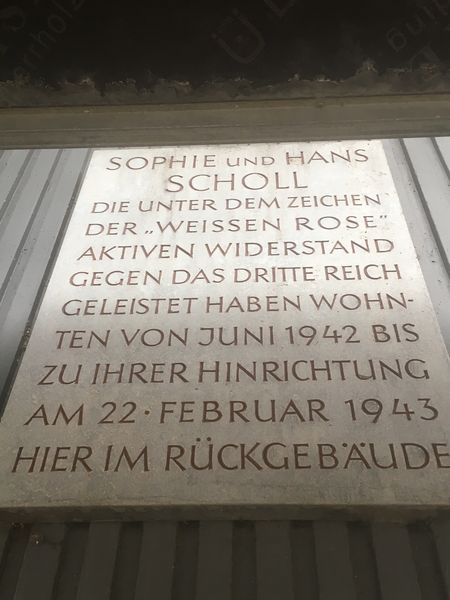 SOPHIE UND HANS
SCHOLL
DIE UNTER DEM ZEICHEN
DER „WEISSEN ROSE"
AKTIVEN WIDERSTAND
GEGEN DAS DRITTE REICH
GELEISTET HABEN WOHN-
TEN VON JUNI 1942 BIS
ZU IHRER HINRICHTUNG
AM 22·FEBRUAR 1943
HIER IM RÜCKGEBÄUDE